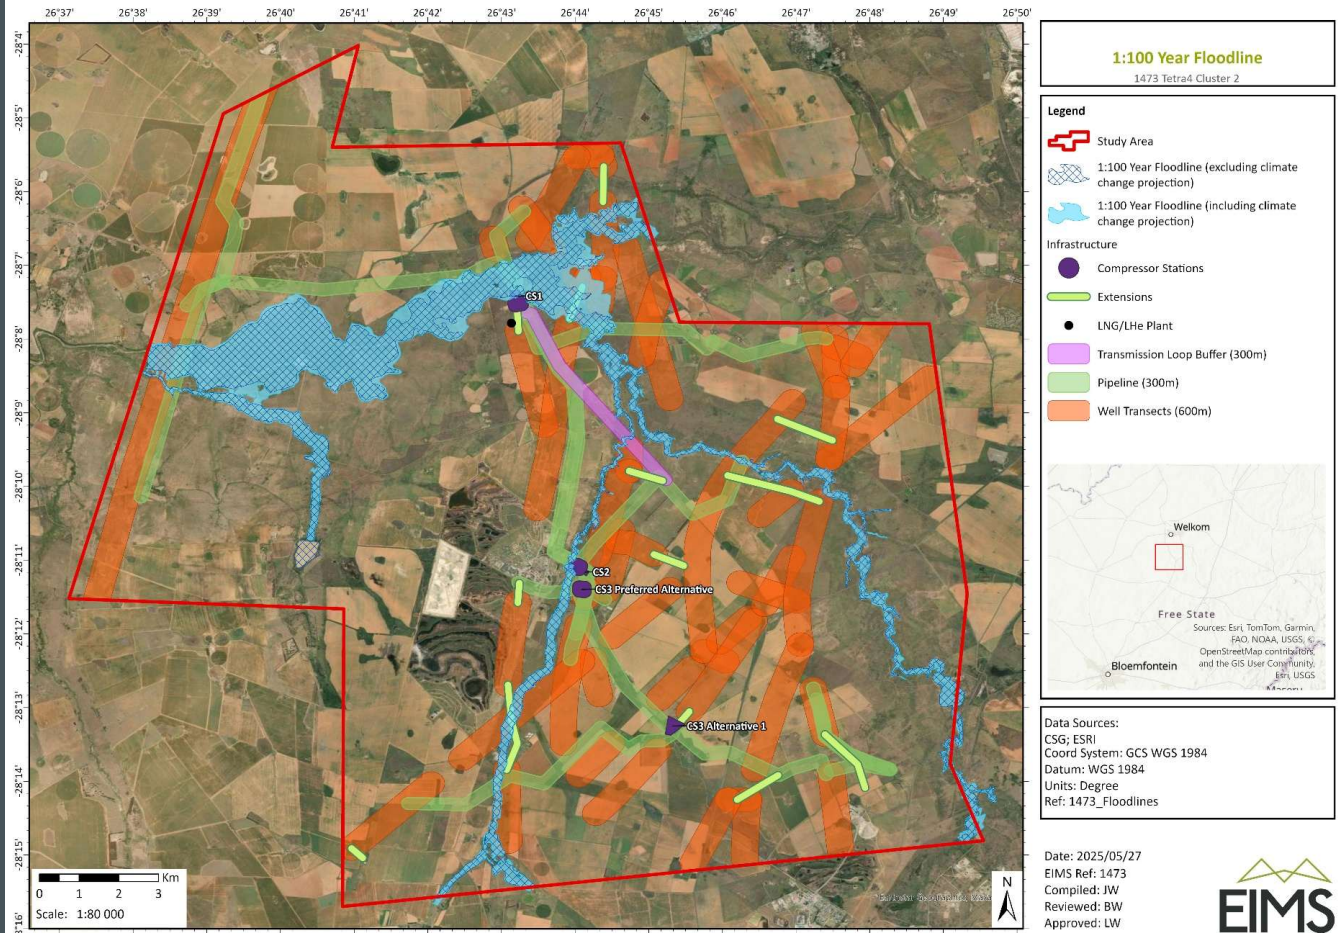 26°37' 26°38' 26°39' 26°40' 26°41' 26°42' 26°43' 26°44' 26°45' 26°46' 26°47' 26°48' 26°49' 26°50'
-28°4'
-28°5'
-28°6'
-28°7'
-28°8'
-28°9'
-28°10'
-28°11'
-28°12'
-28°13'
-28°14'
-28°15'
28°16'
CS1
CS2
CS3 Preferred Alternative
CS3 Alternative 1
Km
0 1 2 3
Scale: 1:80 000
N
1:100 Year Floodline
1473 Tetra4 Cluster 2
Legend
Study Area
1:100 Year Floodline (excluding climate
change projection)
1:100 Year Floodline (including climate
change projection)
Infrastructure
Compressor Stations
Extensions
LNG/LHe Plant
Transmission Loop Buffer (300m)
Pipeline (300m)
Well Transects (600m)
Welkom
Free State
Sources: Esri, TomTom, Garmin,
FAO, NOAA, USGS, ©
OpenStreetMap contributors,
and the GIS User Community,
Esri, USGS
Bloemfontein
Maseru
Data Sources:
CSG; ESRI
Coord System: GCS WGS 1984
Datum: WGS 1984
Units: Degree
Ref: 1473_Floodlines
Date: 2025/05/27
EIMS Ref: 1473
Compiled: JW
Reviewed: BW
Approved: LW
EIMS